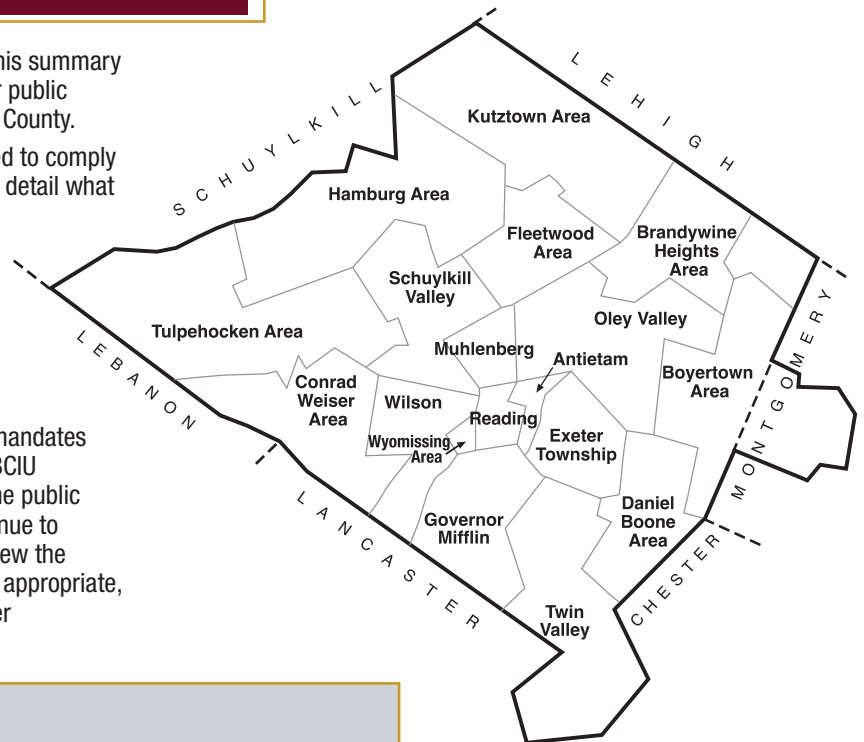 his summary
r public
County.
ed to comply
detail what
nandates
BCIU
ne public
nue to
ew the
appropriate,
er
SCHUYLKILL
LEHIGH
Kutztown Area
Hamburg Area
Fleetwood
Area
Brandywine
Heights
Area
Schuylkill
Valley
Oley Valley
Tulpehocken Area
Muhlenberg
Antietam
Boyertown
Area
MONTGOMERY
LEBANON
Conrad
Weiser
Area
Wilson
Reading
Wyomissing
Area
Exeter
Township
Governor
Mifflin
Daniel
Boone
Area
LANCASTER
CHESTER
Twin
Valley